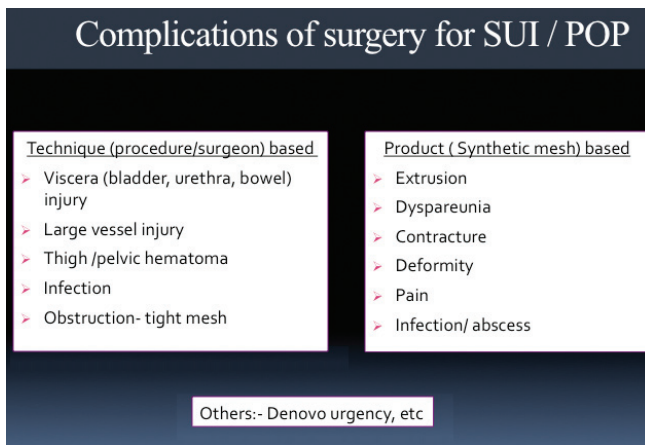 Complications of surgery for SUI / POP
Technique (procedure/surgeon) based
Viscera (bladder, urethra, bowel)
injury
Large vessel injury
Thigh /pelvic hematoma
Infection
Obstruction- tight mesh
Product ( Synthetic mesh) based
Extrusion
Dyspareunia
Contracture
Deformity
Pain
Infection/ abscess
Others:- Denovo urgency, etc